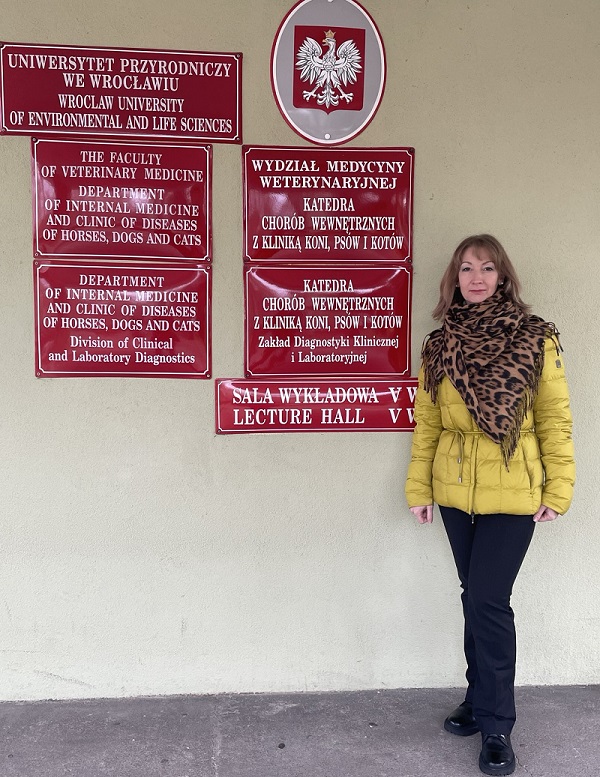 UNIWERSYTET PRZYRODNICZY
WE WROCŁAWIU
WROCLAW UNIVERSITY
OF ENVIRONMENTAL AND LIFE SCIENCES
THE FACULTY
OF VETERINARY MEDICINE
DEPARTMENT
OF INTERNAL MEDICINE
AND CLINIC OF DISEASES
OF HORSES, DOGS AND CATS
WYDZIAŁ MEDYCYNY
WETERYNARYJNEJ
KATEDRA
CHORÓB WEWNĘTRZNYCH
Z KLINIKĄ KONI, PSÓW I KOTÓW
DEPARTMENT
OF INTERNAL MEDICINE
AND CLINIC OF DISEASES
OF HORSES, DOGS AND CATS
Division of Clinical
and Laboratory Diagnostics
KATEDRA
CHORÓB WEWNĘTRZNYCH
Z KLINIKĄ KONI, PSÓW I KOTÓW
Zakład Diagnostyki Klinicznej
i Laboratoryjnej
SALA WYKŁADOWA V W
LECTURE HALL V W